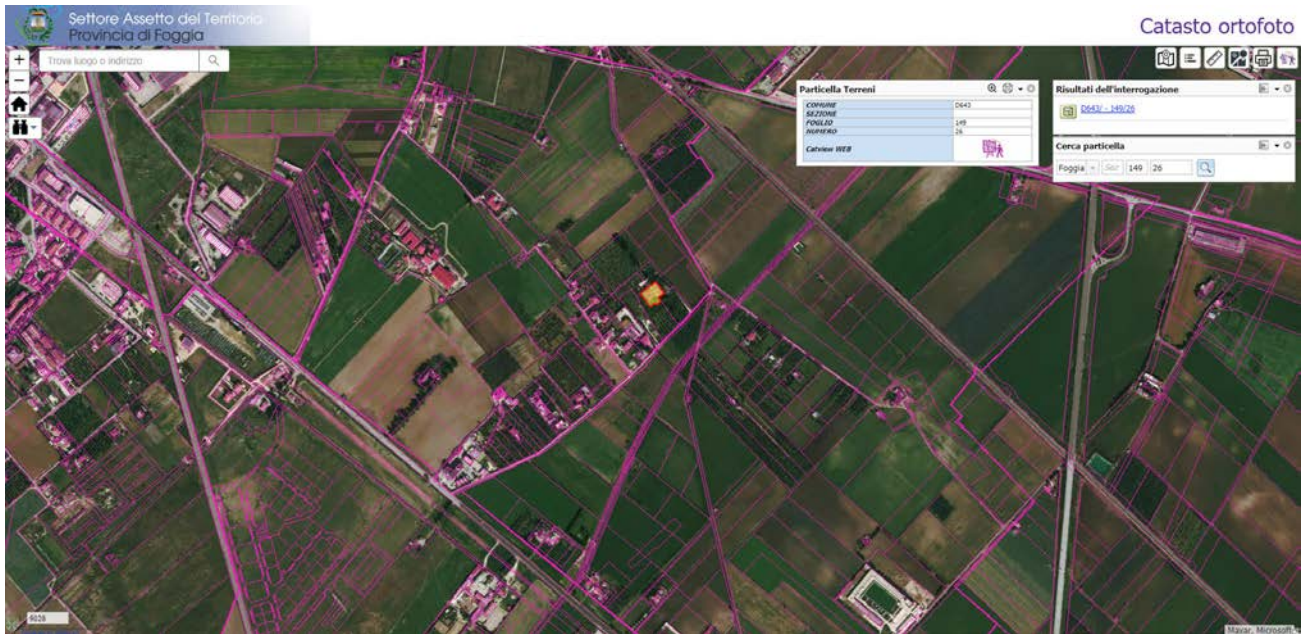 Settore Assetto del Territorio
Provincia di Foggia
Catasto ortofoto
+
Trova luogo o indirizzo
−
Particella Terreni
COMUNE D643
SEZIONE
FOGLIO 149
NUMERO 26
Catview WEB
Risultati dell'interrogazione
D643/ - 149/26
Cerca particella
Foggia Sez 149 26
Maxar, Microsoft